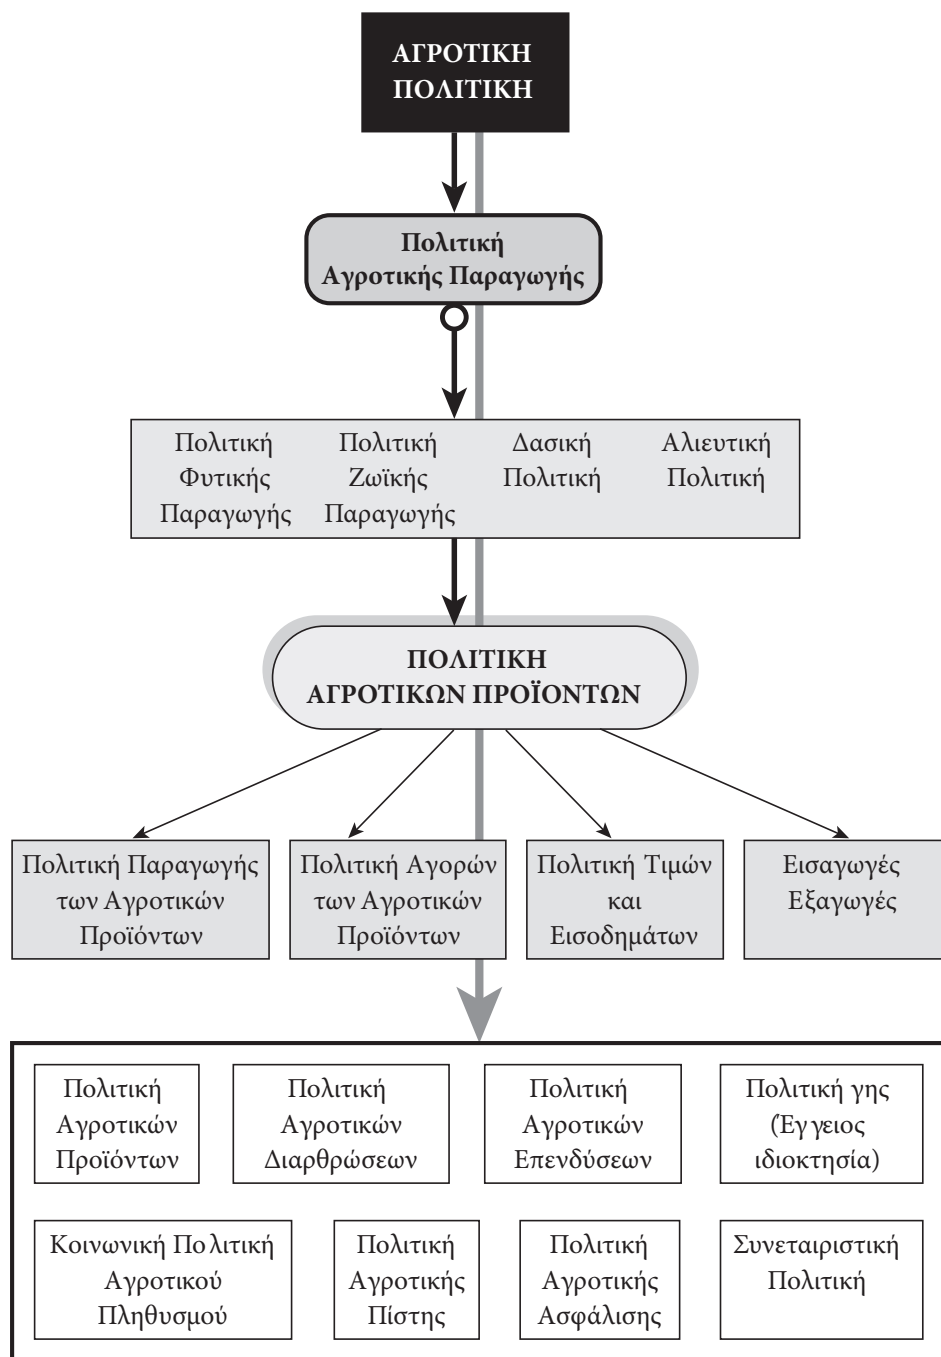 ΑΓΡΟΤΙΚΗ
ΠΟΛΙΤΙΚΗ
Πολιτική
Αγροτικής Παραγωγής
Πολιτική
Φυτικής
Παραγωγής
Πολιτική
Ζωϊκής
Παραγωγής
Δασική
Πολιτική
Αλιευτική
Πολιτική
ΠΟΛΙΤΙΚΗ
ΑΓΡΟΤΙΚΩΝ ΠΡΟΪΟΝΤΩΝ
Πολιτική Παραγωγής
των Αγροτικών
Προϊόντων
Πολιτική Αγορών
των Αγροτικών
Προϊόντων
Πολιτική Τιμών
και
Εισοδημάτων
Εισαγωγές
Εξαγωγές
Πολιτική
Αγροτικών
Προϊόντων
Πολιτική
Αγροτικών
Διαρθρώσεων
Πολιτική
Αγροτικών
Επενδύσεων
Πολιτική γης
(Έγγειος
ιδιοκτησία)
Κοινωνική Πολιτική
Αγροτικού
Πληθυσμού
Πολιτική
Αγροτικής
Πίστης
Πολιτική
Αγροτικής
Ασφάλισης
Συνεταιριστική
Πολιτική